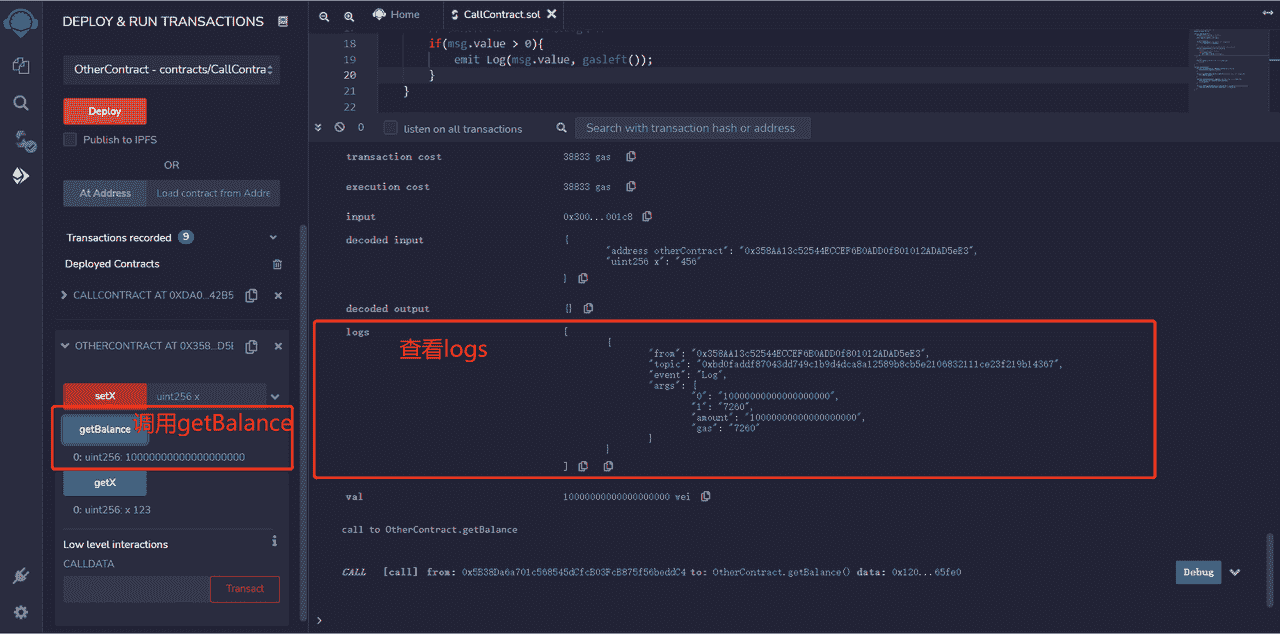 DEPLOY & RUN TRANSACTIONS
OtherContract - contracts/CallContra
Deploy
Publish to IPFS
OR
At Address
Load contract from Addre
Transactions recorded 9
Deployed Contracts
CALLCONTRACT AT 0XDA0...42B5
OTHERCONTRACT AT 0X358...D5E
setX
uint256 x
getBalance
调用getBalance
0: uint256: 10000000000000000000
getX
0: uint256: x 123
Low level interactions
CALLDATA
Transact
Home
CallContract.sol
18 if(msg.value > 0){
19 emit Log(msg.value, gasleft());
20 }
21 }
22
0
listen on all transactions
Search with transaction hash or address
transaction cost 38833 gas
execution cost 38833 gas
input 0x300...001c8
decoded input {
"address otherContract": "0x358AA13c52544ECCEF6B0ADD0f801012ADAD5eE3",
"uint256 x": "456"
}
decoded output []
logs [
查看logs
{
"from": "0x358AA13c52544ECCEF6B0ADD0f801012ADAD5eE3",
"topic": "0xbd0faddf87043dd749c1b9d4dca8a12589b8cb5e2106832111ce23f219b14367",
"event": "Log",
"args": {
"0": "10000000000000000000",
"1": "7260",
"amount": "10000000000000000000",
"gas": "7260"
}
}
]
val 10000000000000000000 wei
call to OtherContract.getBalance
CALL [call] from: 0x5B38Da6a701c568545dCfcB03FcB875f56beddC4 to: OtherContract.getBalance() data: 0x120...65fe0
Debug
>